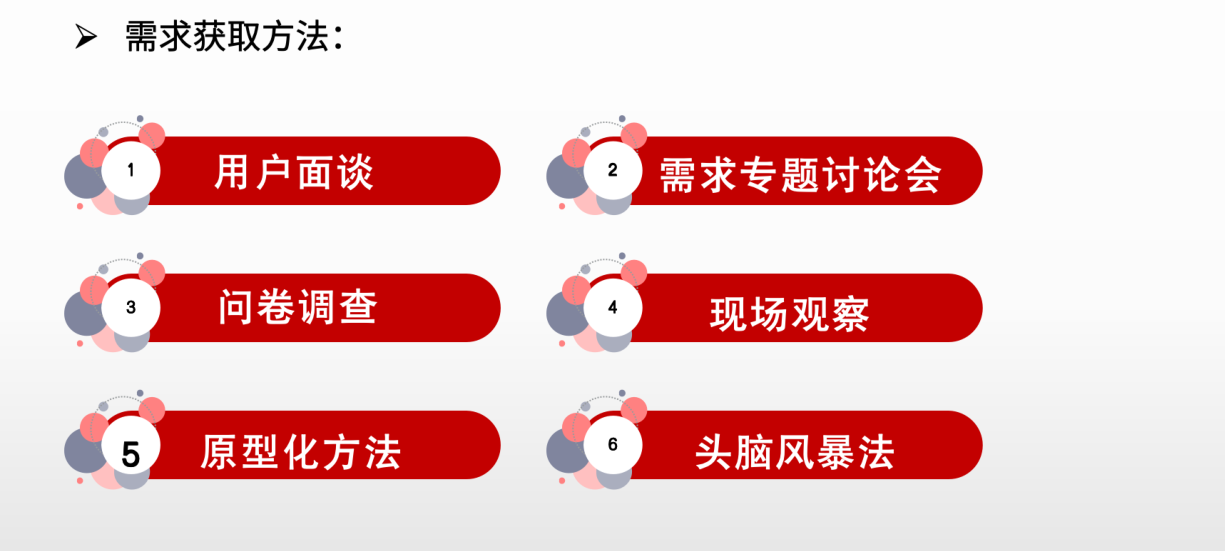 ➢ 需求获取方法：
1 用户面谈
2 需求专题讨论会
3 问卷调查
4 现场观察
5 原型化方法
6 头脑风暴法